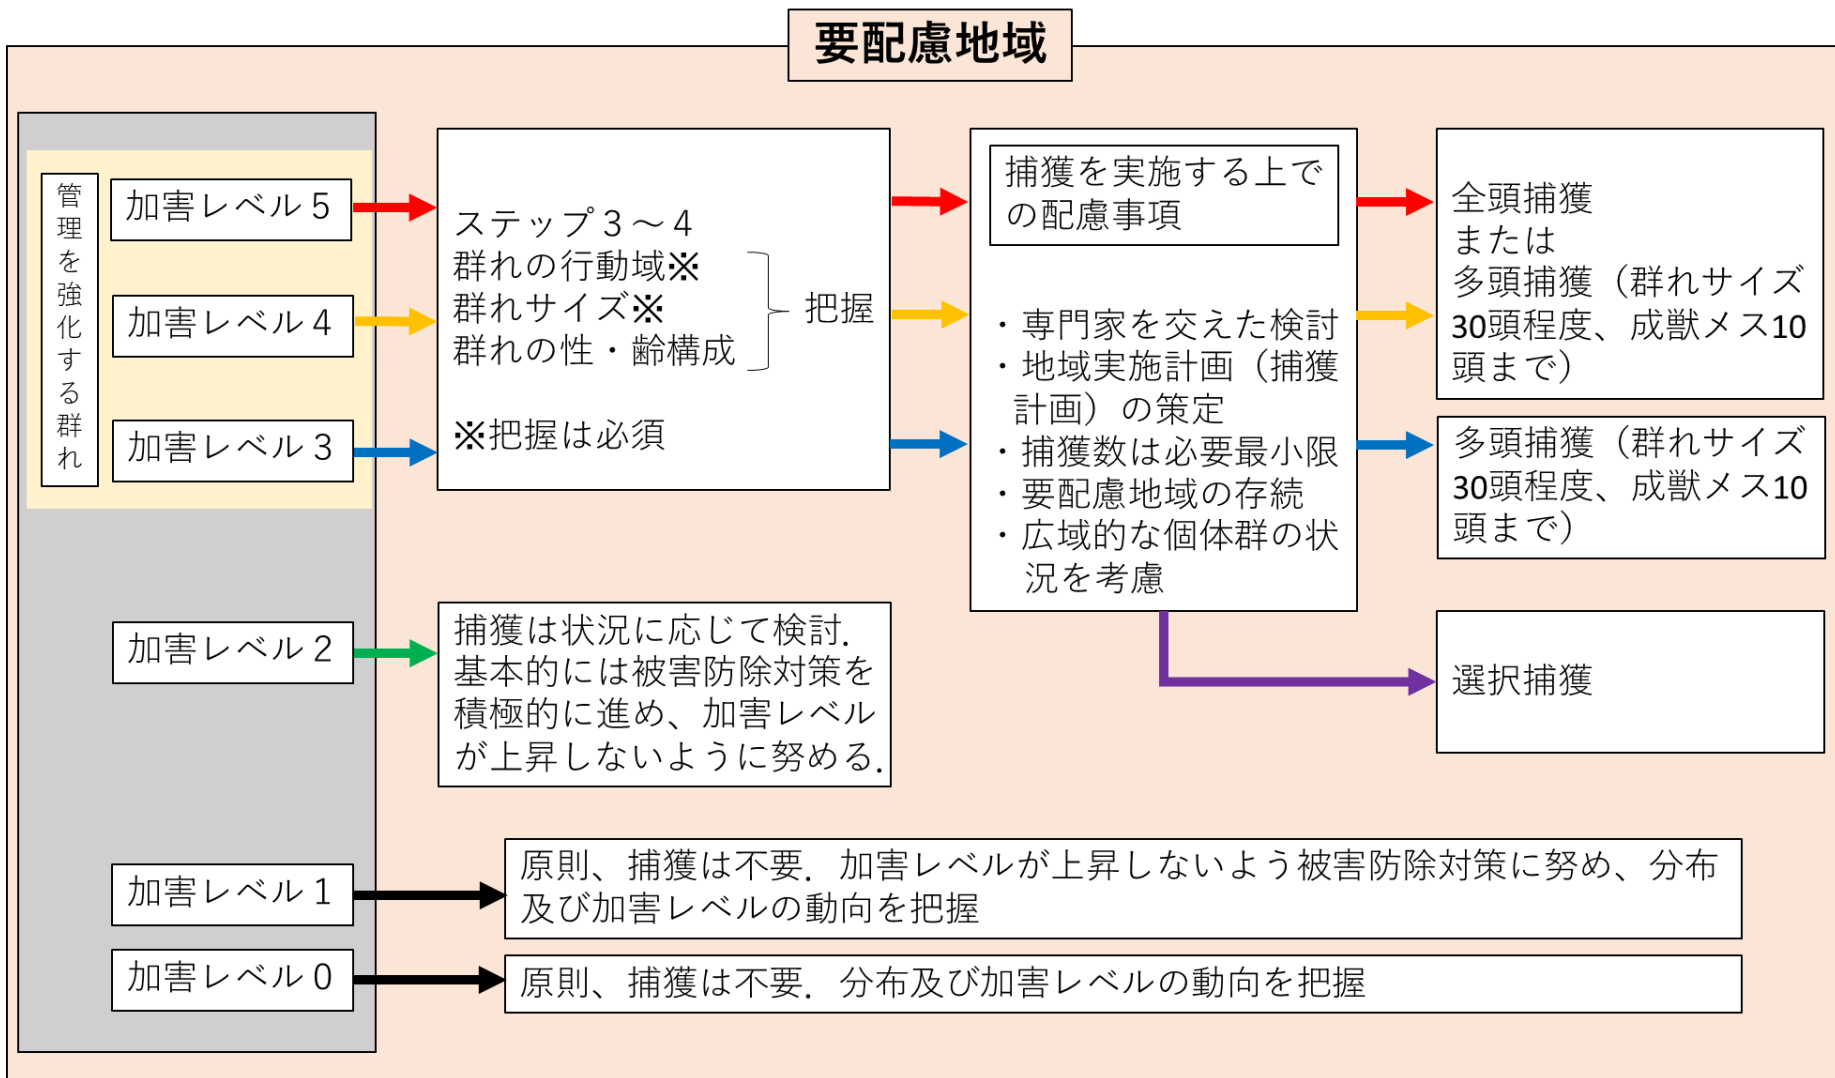 要配慮地域
管理を強化する群れ
加害レベル５
加害レベル４
加害レベル３
加害レベル２
加害レベル１
加害レベル０
ステップ３～４
群れの行動域※
群れサイズ※
群れの性・齢構成
把握
※把握は必須
捕獲を実施する上で
の配慮事項
・専門家を交えた検討
・地域実施計画（捕獲
計画）の策定
・捕獲数は必要最小限
・要配慮地域の存続
・広域的な個体群の状
況を考慮
全頭捕獲
または
多頭捕獲（群れサイズ
30頭程度、成獣メス10
頭まで）
多頭捕獲（群れサイズ
30頭程度、成獣メス10
頭まで）
選択捕獲
捕獲は状況に応じて検討．
基本的には被害防除対策を
積極的に進め、加害レベル
が上昇しないように努める．
原則、捕獲は不要．加害レベルが上昇しないよう被害防除対策に努め、分布
及び加害レベルの動向を把握
原則、捕獲は不要．分布及び加害レベルの動向を把握